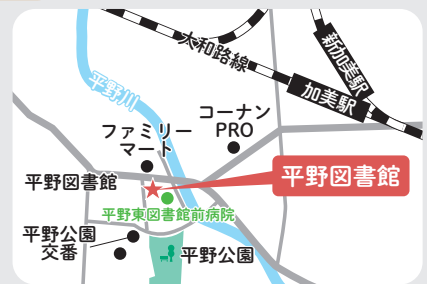 大和路線
新加美駅
加美駅
平野川
コーナン
PRO
ファミリー
マート
平野図書館
平野図書館
平野東図書館前病院
平野公園
交番
平野公園